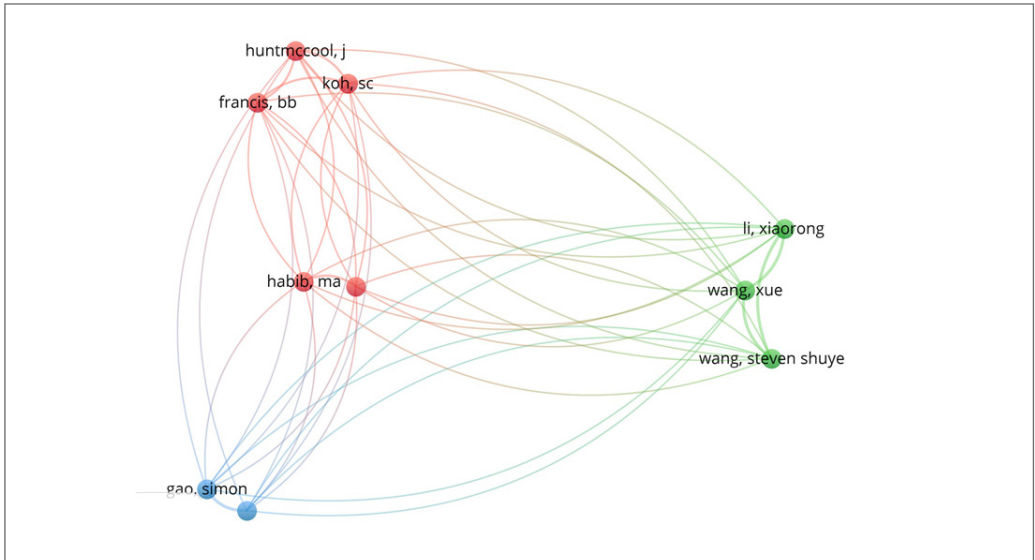 huntmccool, j
koh, sc
francis, bb
li, xiaorong
habib, ma
wang, xue
wang, steven shuye
gao, simon